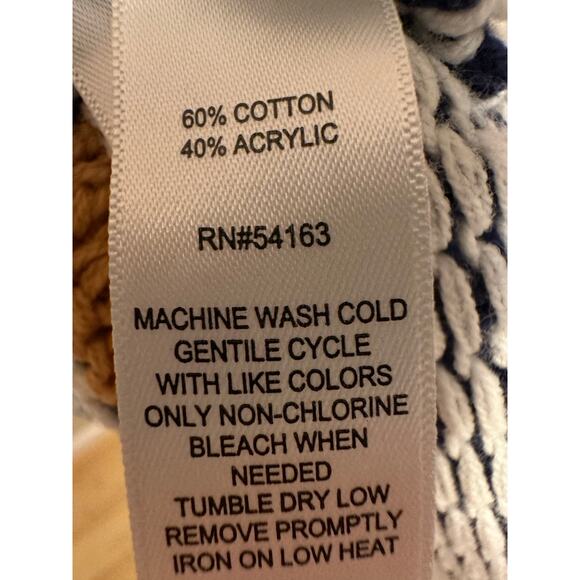 60% COTTON
40% ACRYLIC
RN#54163
MACHINE WASH COLD
GENTILE CYCLE
WITH LIKE COLORS
ONLY NON-CHLORINE
BLEACH WHEN
NEEDED
TUMBLE DRY LOW
REMOVE PROMPTLY
IRON ON LOW HEAT